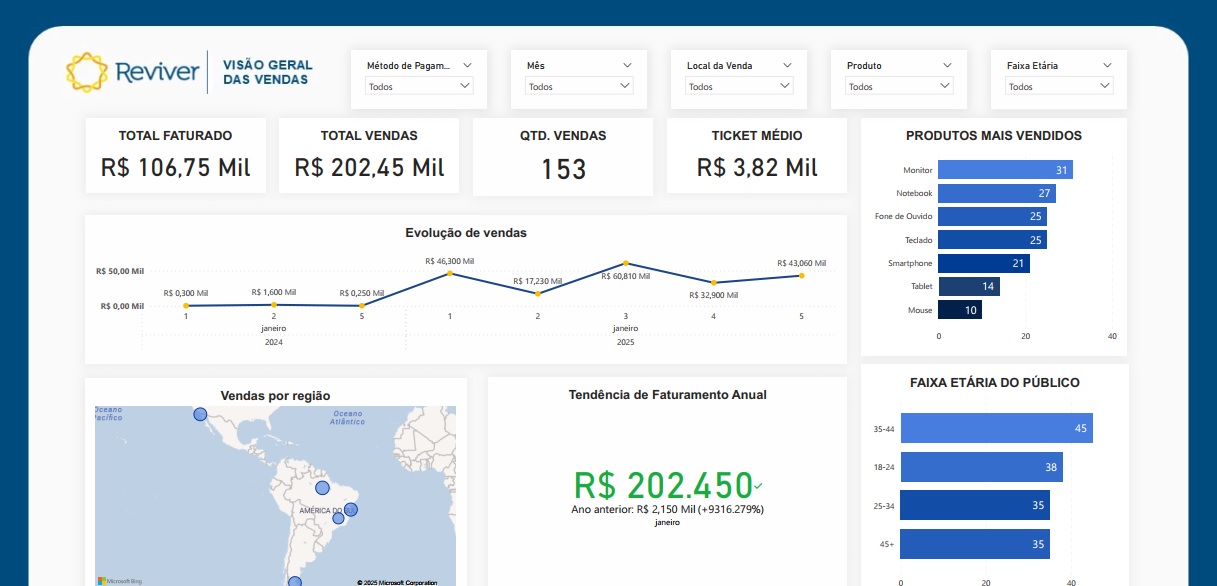 Reviver
VISÃO GERAL
DAS VENDAS
Método de Pagam...
Todos
Mês
Todos
Local da Venda
Todos
Produto
Todos
Faixa Etária
Todos
TOTAL FATURADO
R$ 106,75 Mil
TOTAL VENDAS
R$ 202,45 Mil
QTD. VENDAS
153
TICKET MÉDIO
R$ 3,82 Mil
PRODUTOS MAIS VENDIDOS
Monitor 31
Notebook 27
Fone de Ouvido 25
Teclado 25
Smartphone 21
Tablet 14
Mouse 10
0 20 40
Evolução de vendas
R$ 50,00 Mil
R$ 0,00 Mil
R$ 0,300 Mil
R$ 1,600 Mil
R$ 0,250 Mil
R$ 46,300 Mil
R$ 17,230 Mil
R$ 60,810 Mil
R$ 32,900 Mil
R$ 43,060 Mil
1 2 5 1 2 3 4 5
janeiro janeiro
2024 2025
Vendas por região
Oceano
Pacífico
Oceano
Atlântico
AMÉRICA DO
Microsoft Bing
© 2025 Microsoft Corporation
Tendência de Faturamento Anual
R$ 202.450
Ano anterior: R$ 2,150 Mil (+9316.279%)
janeiro
FAIXA ETÁRIA DO PÚBLICO
35-44 45
18-24 38
25-34 35
45+ 35
0 20 40